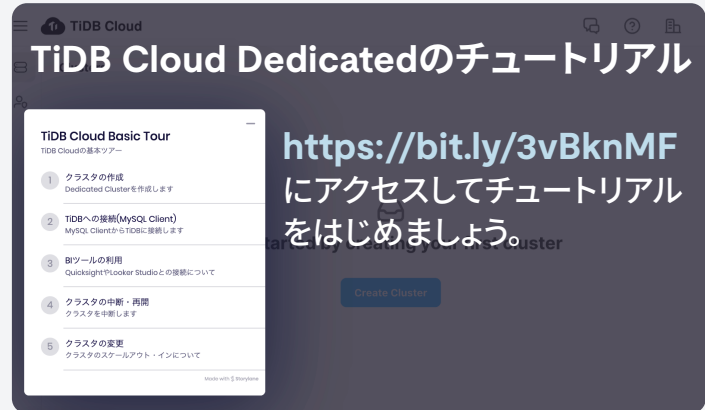 TiDB Cloud
TiDB Cloud Dedicatedのチュートリアル
TiDB Cloud Basic Tour
TiDB Cloudの基本ツアー
1 クラスタの作成
Dedicated Clusterを作成します
2 TiDBへの接続(MySQL Client)
MySQL ClientからTiDBに接続します
3 BIツールの利用
QuicksightやLooker Studioとの接続について
4 クラスタの中断・再開
クラスタを中断します
5 クラスタの変更
クラスタのスケールアウト・インについて
Made with Storylane
https://bit.ly/3vBknMF
にアクセスしてチュートリアル
をはじめましょう。
by creating your first cluster
Create Cluster